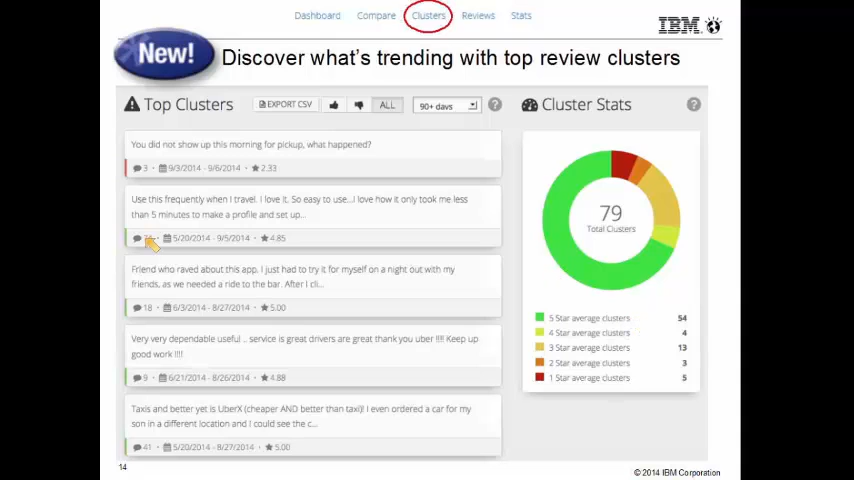 Dashboard Compare Clusters Reviews Stats
IBM
New!
Discover what's trending with top review clusters
Top Clusters
EXPORT CSV
ALL
90+ days
?
You did not show up this morning for pickup, what happened?
3 · 9/3/2014 - 9/6/2014 · 2.33
Use this frequently when I travel. I love it. So easy to use...I love how it only took me less
than 5 minutes to make a profile and set up...
5/20/2014 - 9/5/2014 · 4.85
Friend who raved about this app. I just had to try it for myself on a night out with my
friends, as we needed a ride to the bar. After I cli...
18 · 6/3/2014 - 8/27/2014 · 5.00
Very very dependable useful .. service is great drivers are great thank you uber !!!! Keep up
good work !!!!
9 · 6/21/2014 - 8/26/2014 · 4.88
Taxis and better yet is UberX (cheaper AND better than taxi)! I even ordered a car for my
son in a different location and I could see the c...
41 · 5/20/2014 - 8/27/2014 · 5.00
Cluster Stats
?
79
Total Clusters
5 Star average clusters 54
4 Star average clusters 4
3 Star average clusters 13
2 Star average clusters 3
1 Star average clusters 5
14
© 2014 IBM Corporation